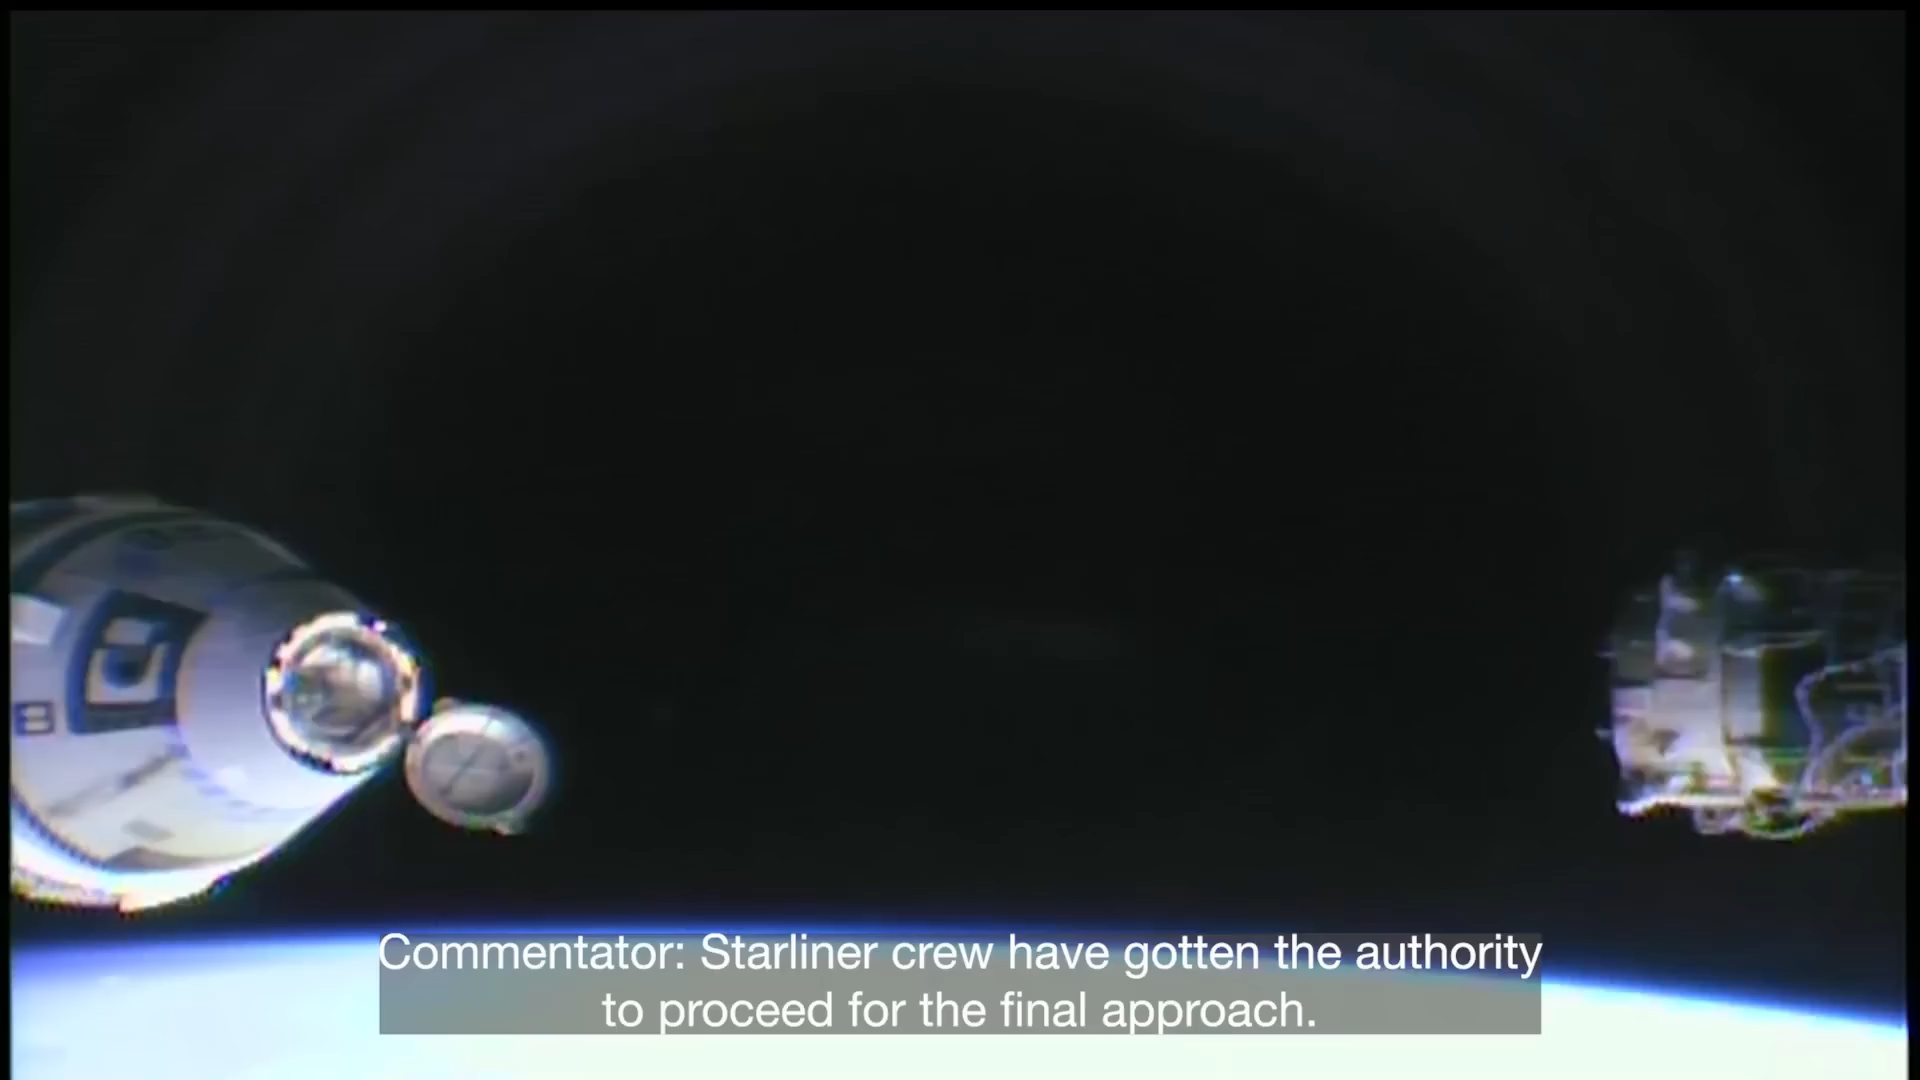 Commentator: Starliner crew have gotten the authority
to proceed for the final approach.